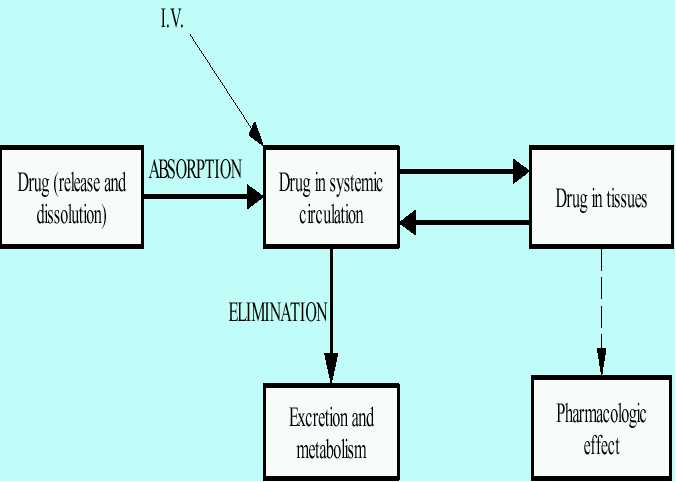 I.V.
Drug (release and
dissolution)
ABSORPTION
Drug in systemic
circulation
Drug in tissues
ELIMINATION
Excretion and
metabolism
Pharmacologic
effect